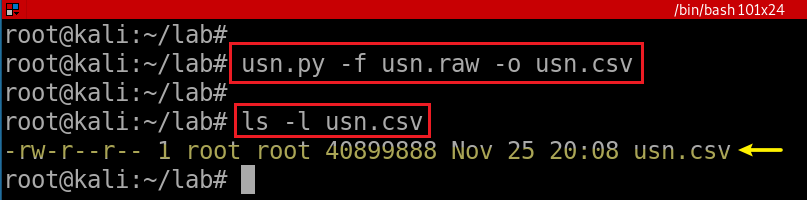 /bin/bash 101x24
root@kali:~/lab#
root@kali:~/lab# usn.py -f usn.raw -o usn.csv
root@kali:~/lab#
root@kali:~/lab# ls -l usn.csv
-rw-r--r-- 1 root root 40899888 Nov 25 20:08 usn.csv
root@kali:~/lab#